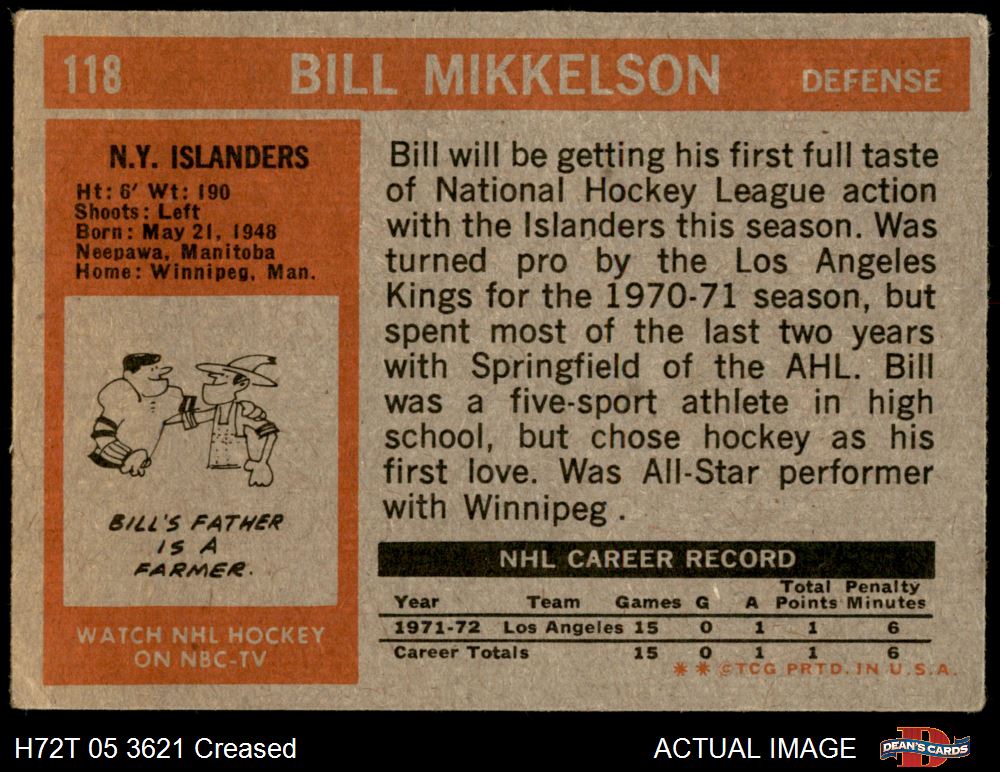 118 BILL MIKKELSON DEFENSE
N.Y. ISLANDERS
Ht: 6' Wt: 190
Shoots: Left
Born: May 21, 1948
Neepawa, Manitoba
Home: Winnipeg, Man.
BILL'S FATHER
IS A
FARMER.
WATCH NHL HOCKEY
ON NBC-TV
Bill will be getting his first full taste
of National Hockey League action
with the Islanders this season. Was
turned pro by the Los Angeles
Kings for the 1970-71 season, but
spent most of the last two years
with Springfield of the AHL. Bill
was a five-sport athlete in high
school, but chose hockey as his
first love. Was All-Star performer
with Winnipeg .
NHL CAREER RECORD
Total Penalty
Year Team Games G A Points Minutes
1971-72 Los Angeles 15 0 1 1 6
Career Totals 15 0 1 1 6
* * ©TCG PRTD. IN U.S.A.
H72T 05 3621 Creased ACTUAL IMAGE DEAN'S CARDS